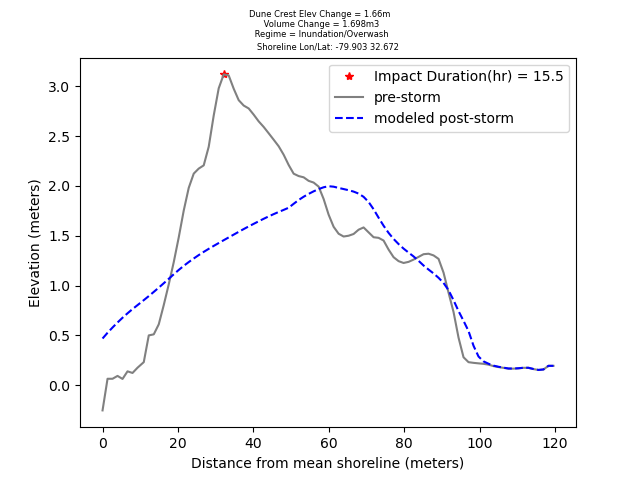 Dune Crest Elev Change = 1.66m
Volume Change = 1.698m3
Regime = Inundation/Overwash
Shoreline Lon/Lat: -79.903 32.672
Impact Duration(hr) = 15.5
pre-storm
modeled post-storm
3.0
2.5
2.0
1.5
1.0
0.5
0.0
Elevation (meters)
0 20 40 60 80 100 120
Distance from mean shoreline (meters)